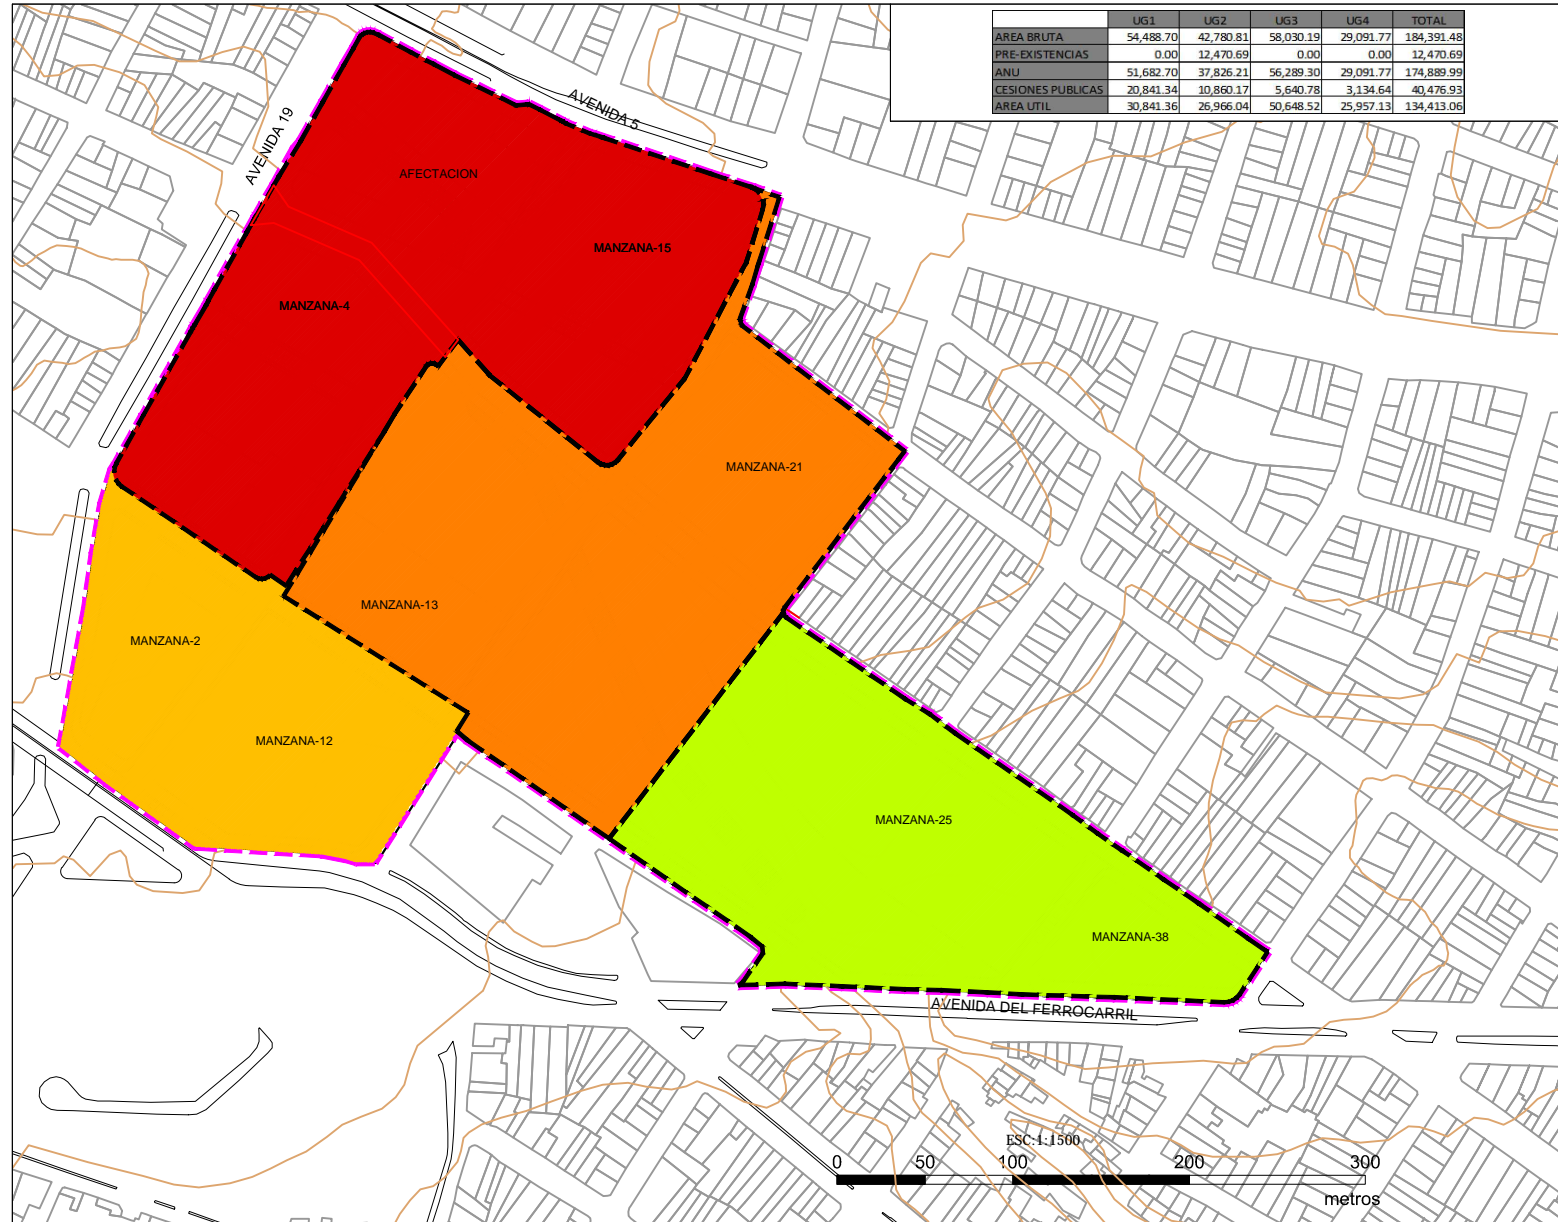 UG1 UG2 UG3 UG4 TOTAL
AREA BRUTA 54,488.70 42,780.81 58,030.19 29,091.77 184,391.48
PRE-EXISTENCIAS 0.00 12,470.69 0.00 0.00 12,470.69
ANU 51,682.70 37,826.21 56,289.30 29,091.77 174,889.99
CESIONES PUBLICAS 20,841.34 10,860.17 5,640.78 3,134.64 40,476.93
AREA UTIL 30,841.36 26,966.04 50,648.52 25,957.13 134,413.06
AVENIDA 5
AVENIDA 19
AFECTACION
MANZANA-15
MANZANA-4
MANZANA-21
MANZANA-13
MANZANA-2
MANZANA-12
MANZANA-25
MANZANA-38
AVENIDA DEL FERROCARRIL
ESC:1:1500
0 50 100 200 300
metros